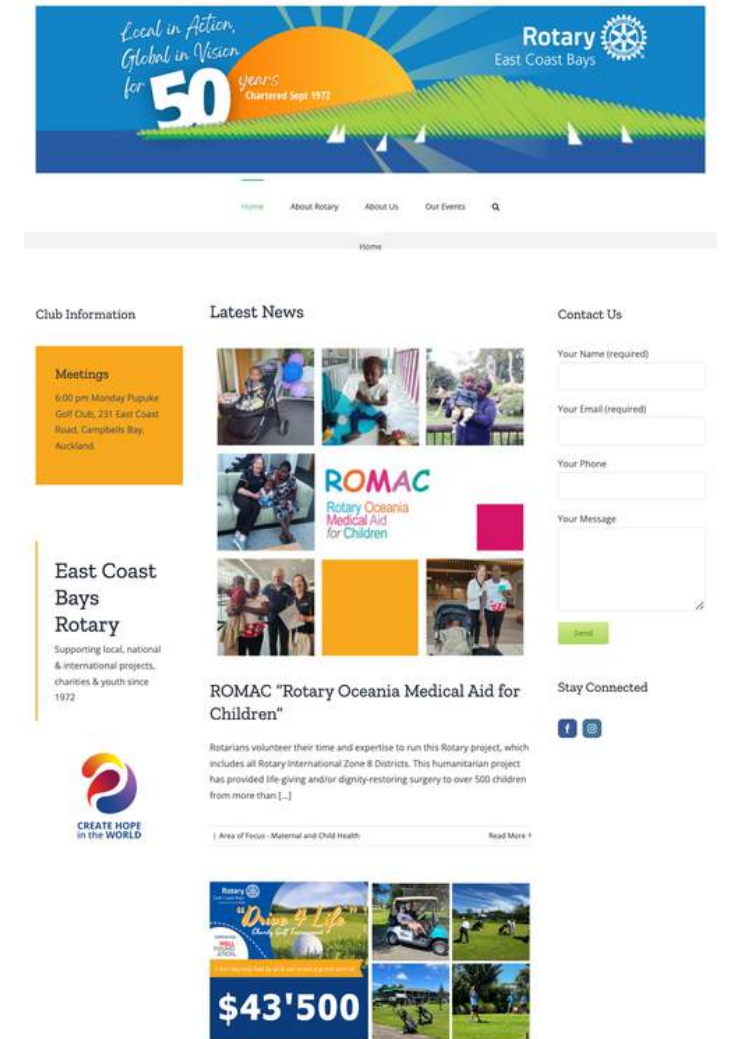 Local in Action,
Global in Vision
for 50 years
Chartered Sept 1972
Rotary
East Coast Bays
Home
About Rotary
About Us
Our Events
Home
Club Information
Meetings
6:00 pm Monday Pupuke
Golf Club, 231 East Coast
Road, Campbells Bay,
Auckland.
East Coast
Bays
Rotary
Supporting local, national
& international projects,
charities & youth since
1972
CREATE HOPE
in the WORLD
Latest News
ROMAC
Rotary Oceania
Medical Aid
for Children
ROMAC “Rotary Oceania Medical Aid for
Children”
Rotarians volunteer their time and expertise to run this Rotary project, which
includes all Rotary International Zone 8 Districts. This humanitarian project
has provided life-giving and/or dignity-restoring surgery to over 500 children
from more than [...]
| Area of Focus - Maternal and Child Health
Read More
Rotary
"Drive 4 Life"
Charity Golf Tournament
WELL
FOUND
ATION.
$43'500
Contact Us
Your Name (required)
Your Email (required)
Your Phone
Your Message
Send
Stay Connected